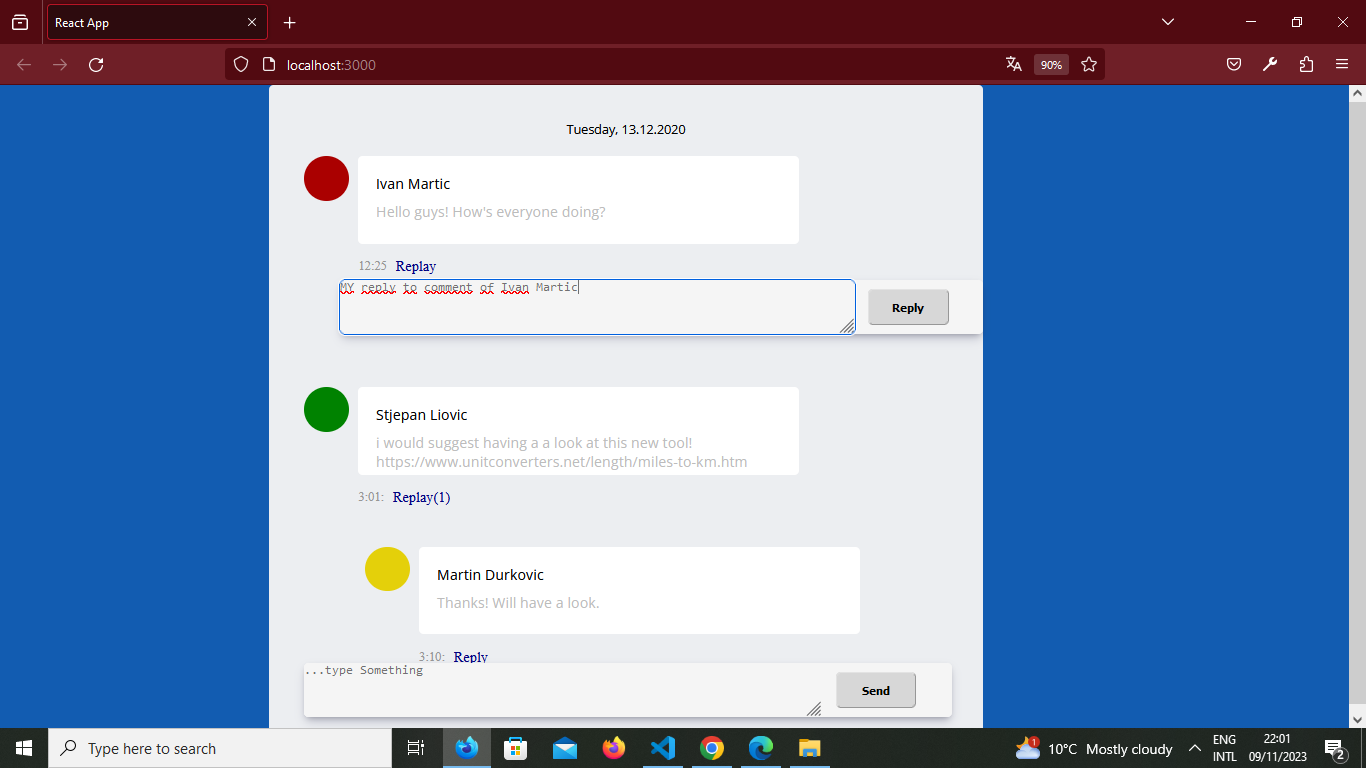 React App
localhost:3000
90%
Tuesday, 13.12.2020
Ivan Martic
Hello guys! How's everyone doing?
12:25 Replay
MY reply to comment of Ivan Martic
Reply
Stjepan Liovic
i would suggest having a a look at this new tool!
https://www.unitconverters.net/length/miles-to-km.htm
3:01: Replay(1)
Martin Durkovic
Thanks! Will have a look.
3:10: Reply
...type Something
Send
Type here to search
1
10°C Mostly cloudy
ENG
INTL
22:01
09/11/2023
2